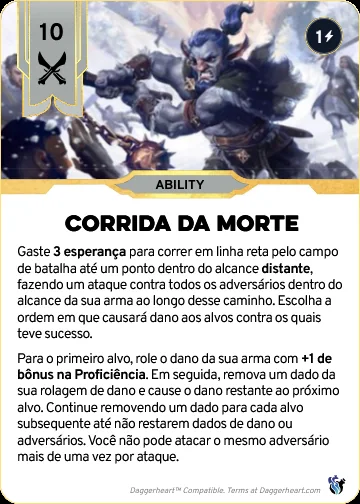 10
1
ABILITY
CORRIDA DA MORTE
Gaste 3 esperança para correr em linha reta pelo campo
de batalha até um ponto dentro do alcance distante,
fazendo um ataque contra todos os adversários dentro do
alcance da sua arma ao longo desse caminho. Escolha a
ordem em que causará dano aos alvos contra os quais
teve sucesso.
Para o primeiro alvo, role o dano da sua arma com +1 de
bônus na Proficiência. Em seguida, remova um dado da
sua rolagem de dano e cause o dano restante ao próximo
alvo. Continue removendo um dado para cada alvo
subsequente até não restarem dados de dano ou
adversários. Você não pode atacar o mesmo adversário
mais de uma vez por ataque.
Daggerheart™ Compatible. Terms at Daggerheart.com